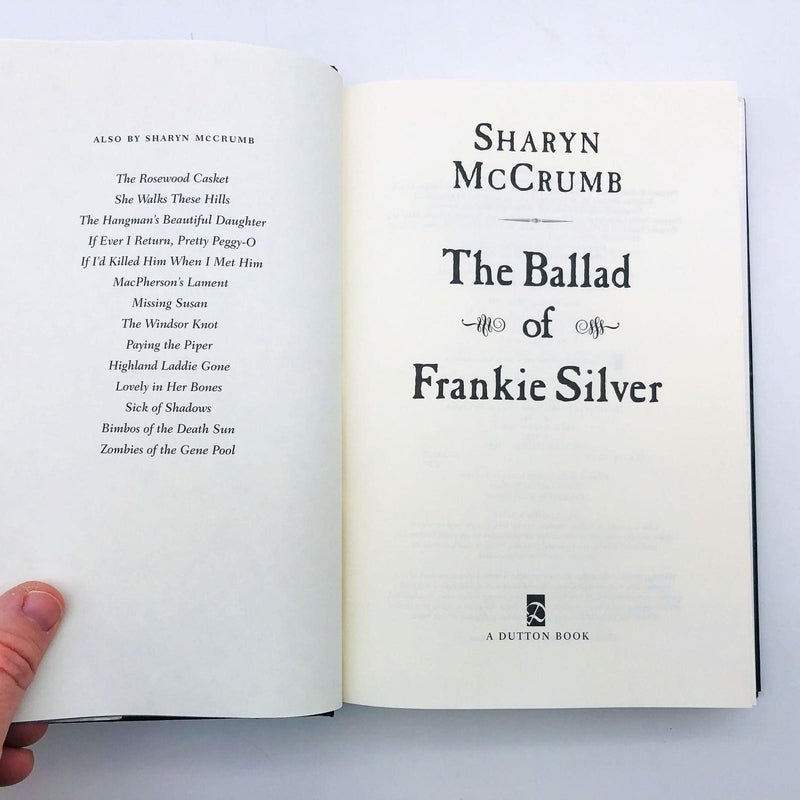 ALSO BY SHARYN McCRUMB
The Rosewood Casket
She Walks These Hills
The Hangman's Beautiful Daughter
If Ever I Return, Pretty Peggy-O
If I'd Killed Him When I Met Him
MacPherson's Lament
Missing Susan
The Windsor Knot
Paying the Piper
Highland Laddie Gone
Lovely in Her Bones
Sick of Shadows
Bimbos of the Death Sun
Zombies of the Gene Pool
SHARYN
McCRUMB
The Ballad
of
Frankie Silver
D
A DUTTON BOOK